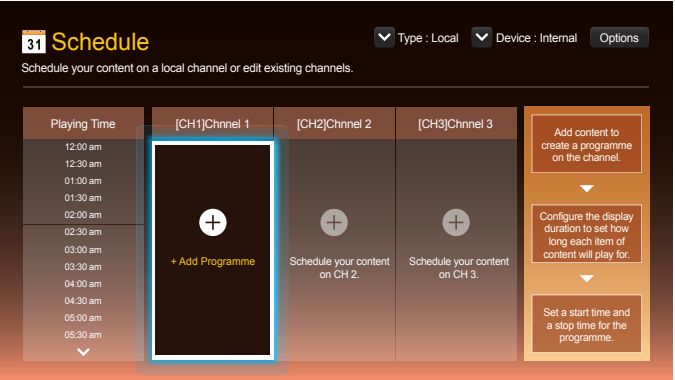 31 Schedule
Type : Local
Device : Internal
Options
Schedule your content on a local channel or edit existing channels.
Playing Time
[CH1]Chnnel 1
[CH2]Chnnel 2
[CH3]Chnnel 3
12:00 am
12:30 am
01:00 am
01:30 am
02:00 am
02:30 am
03:00 am
03:30 am
04:00 am
04:30 am
05:00 am
05:30 am
+ Add Programme
Schedule your content
on CH 2.
Schedule your content
on CH 3.
Add content to
create a programme
on the channel.
Configure the display
duration to set how
long each item of
content will play for.
Set a start time and
a stop time for the
programme.